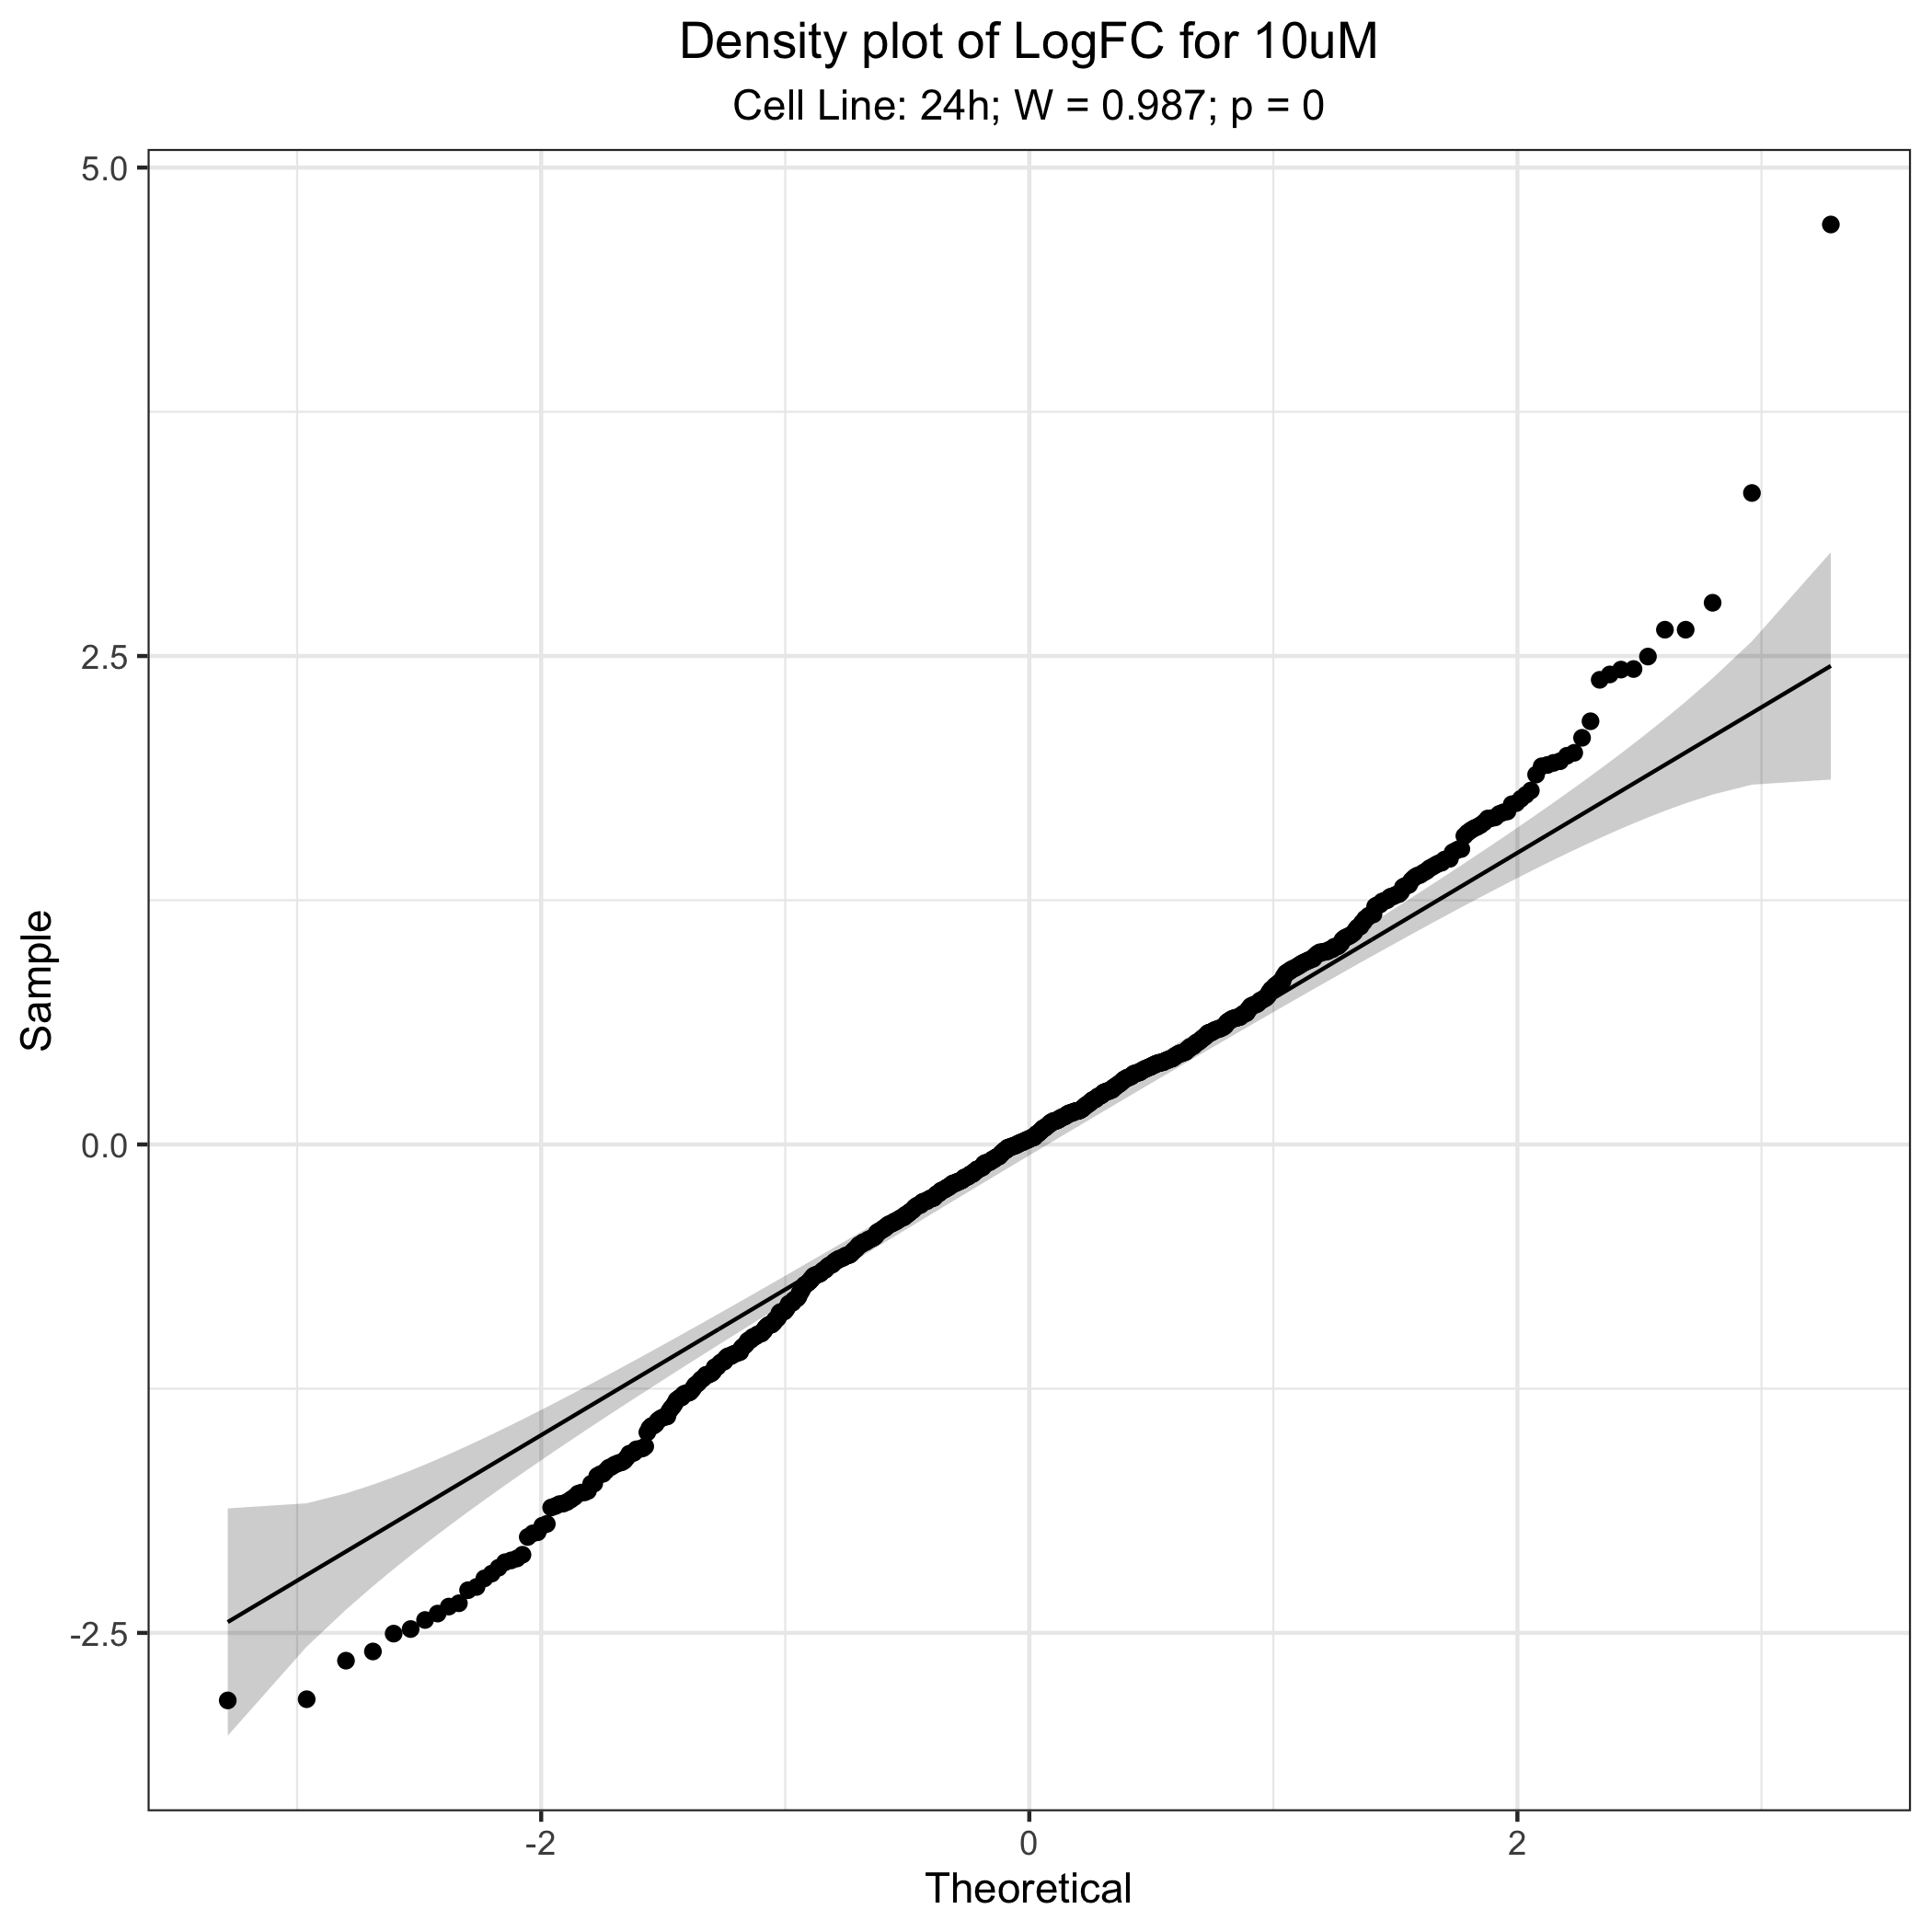 Density plot of LogFC for 10uM
Cell Line: 24h; W = 0.987; p = 0
5.0
2.5
0.0
-2.5
Sample
-2
0
2
Theoretical